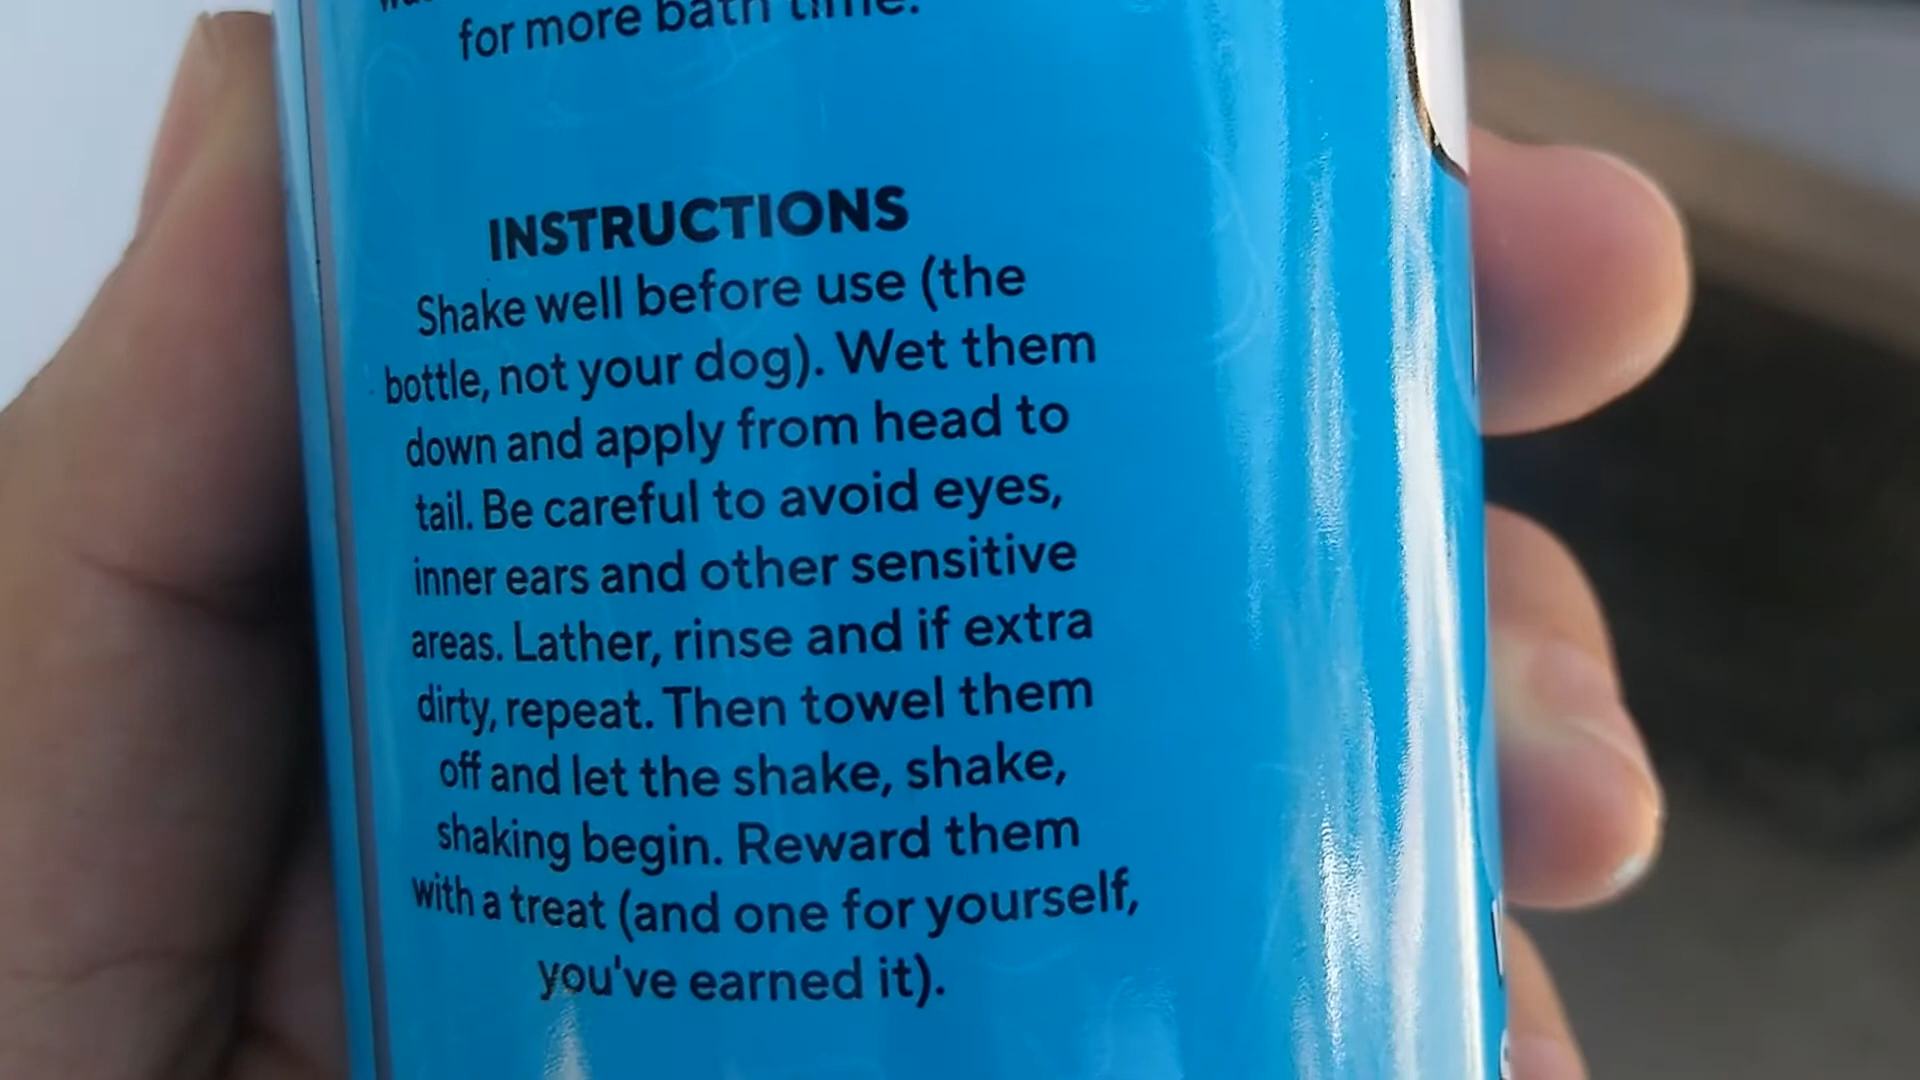 for more bath time.
INSTRUCTIONS
Shake well before use (the
bottle, not your dog). Wet them
down and apply from head to
tail. Be careful to avoid eyes,
inner ears and other sensitive
areas. Lather, rinse and if extra
dirty, repeat. Then towel them
off and let the shake, shake,
shaking begin. Reward them
with a treat (and one for yourself,
you've earned it).